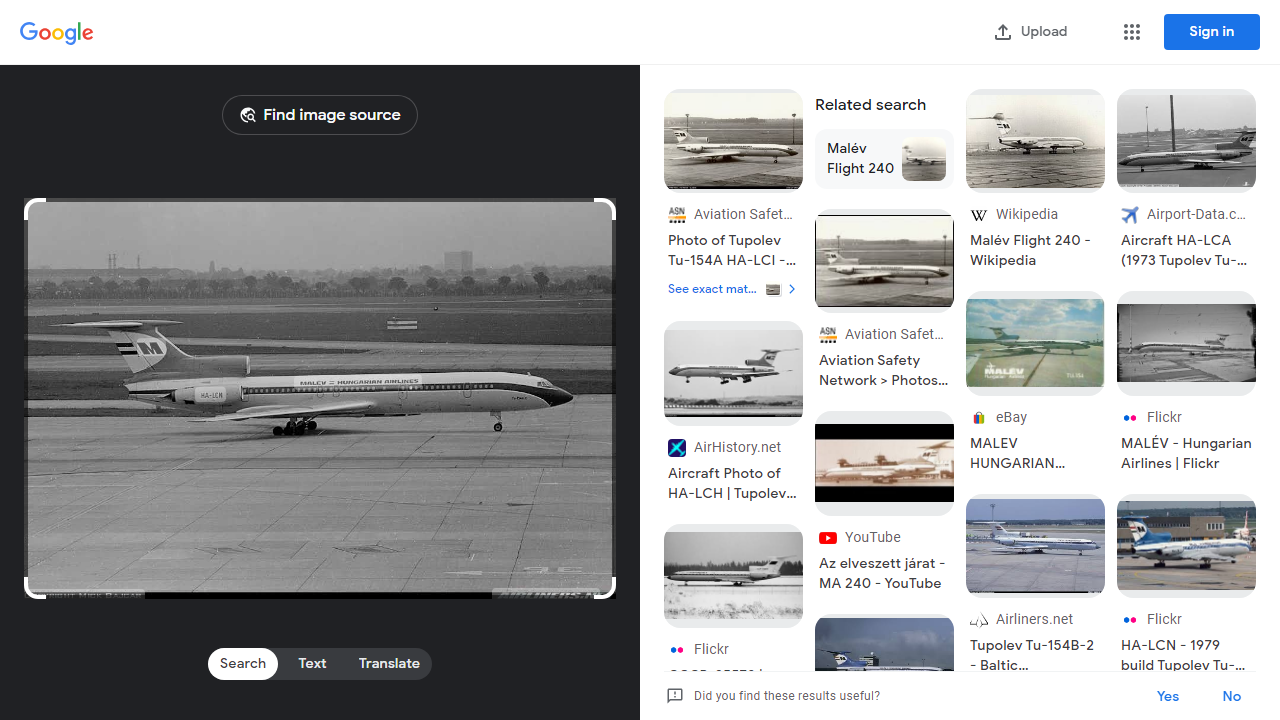 Google
Upload
Sign in
Find image source
MALEV – HUNGARIAN AIRLINES
HA-LCN
Search
Text
Translate
ASN
Aviation Safet...
Photo of Tupolev
Tu-154A HA-LCI -...
See exact mat...
AirHistory.net
Aircraft Photo of
HA-LCH | Tupolev...
Flickr
Related search
Malév
Flight 240
ASN
Aviation Safet...
Aviation Safety
Network > Photos...
YouTube
Az elveszett járat -
MA 240 - YouTube
W
Wikipedia
Malév Flight 240 -
Wikipedia
MALÉV
eBay
MALEV
HUNGARIAN...
Airliners.net
Tupolev Tu-154B-2
- Baltic...
Airport-Data.c...
Aircraft HA-LCA
(1973 Tupolev Tu-...
Flickr
MALÉV - Hungarian
Airlines | Flickr
Flickr
HA-LCN - 1979
build Tupolev Tu-...
Did you find these results useful?
Yes
No